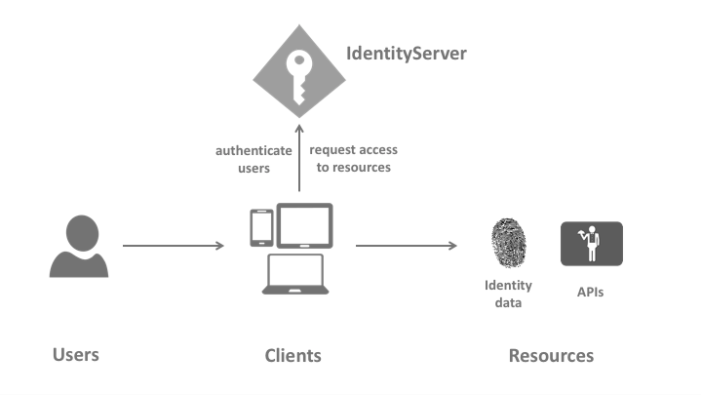 IdentityServer
authenticate
users
request access
to resources
Identity
data
APIs
Users
Clients
Resources